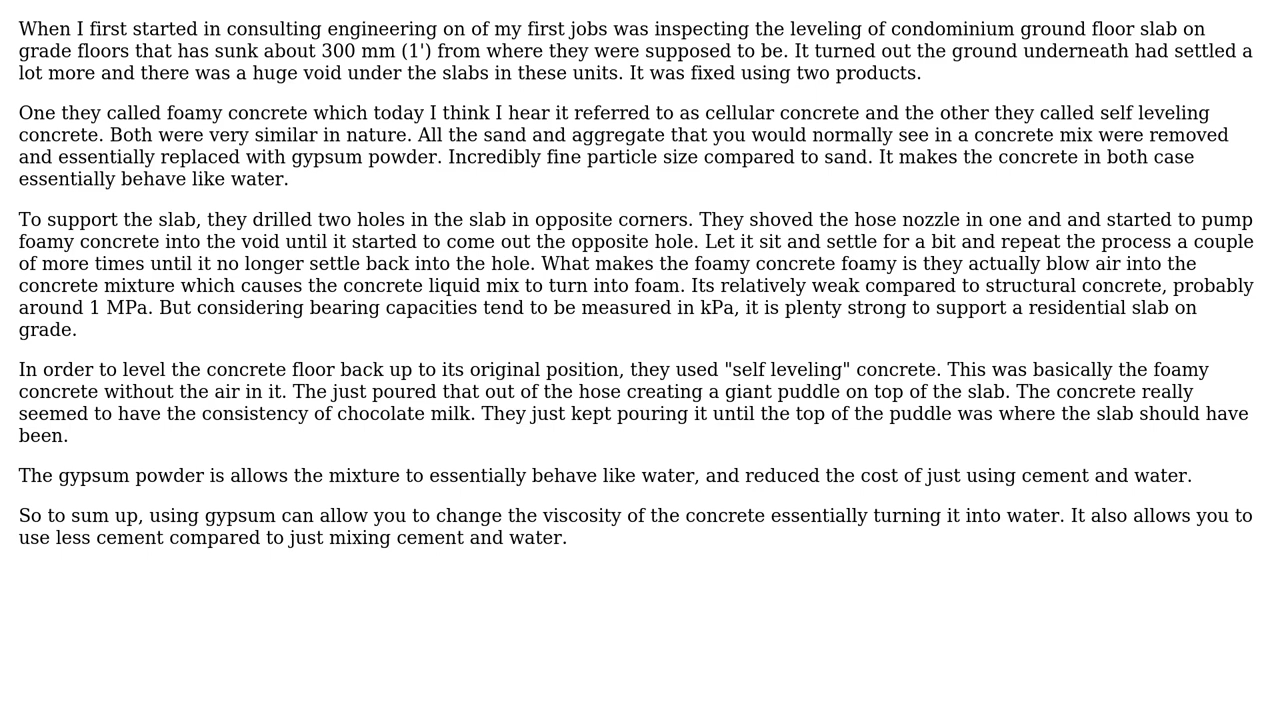 When I first started in consulting engineering on of my first jobs was inspecting the leveling of condominium ground floor slab on
grade floors that has sunk about 300 mm (1') from where they were supposed to be. It turned out the ground underneath had settled a
lot more and there was a huge void under the slabs in these units. It was fixed using two products.
One they called foamy concrete which today I think I hear it referred to as cellular concrete and the other they called self leveling
concrete. Both were very similar in nature. All the sand and aggregate that you would normally see in a concrete mix were removed
and essentially replaced with gypsum powder. Incredibly fine particle size compared to sand. It makes the concrete in both case
essentially behave like water.
To support the slab, they drilled two holes in the slab in opposite corners. They shoved the hose nozzle in one and and started to pump
foamy concrete into the void until it started to come out the opposite hole. Let it sit and settle for a bit and repeat the process a couple
of more times until it no longer settle back into the hole. What makes the foamy concrete foamy is they actually blow air into the
concrete mixture which causes the concrete liquid mix to turn into foam. Its relatively weak compared to structural concrete, probably
around 1 MPa. But considering bearing capacities tend to be measured in kPa, it is plenty strong to support a residential slab on
grade.
In order to level the concrete floor back up to its original position, they used "self leveling" concrete. This was basically the foamy
concrete without the air in it. The just poured that out of the hose creating a giant puddle on top of the slab. The concrete really
seemed to have the consistency of chocolate milk. They just kept pouring it until the top of the puddle was where the slab should have
been.
The gypsum powder is allows the mixture to essentially behave like water, and reduced the cost of just using cement and water.
So to sum up, using gypsum can allow you to change the viscosity of the concrete essentially turning it into water. It also allows you to
use less cement compared to just mixing cement and water.